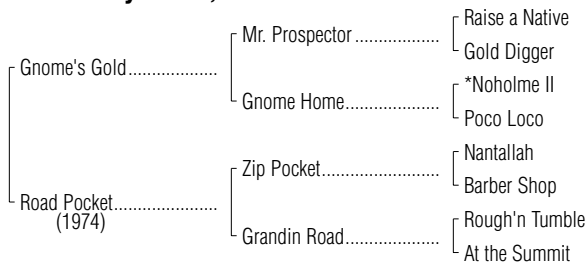 Raise a Native
Mr. Prospector ....................
Gold Digger
Gnome's Gold....................
*Noholme II
Gnome Home......................
Poco Loco
Nantallah
Zip Pocket...........................
Barber Shop
Road Pocket.......................
(1974)
Rough'n Tumble
Grandin Road......................
At the Summit